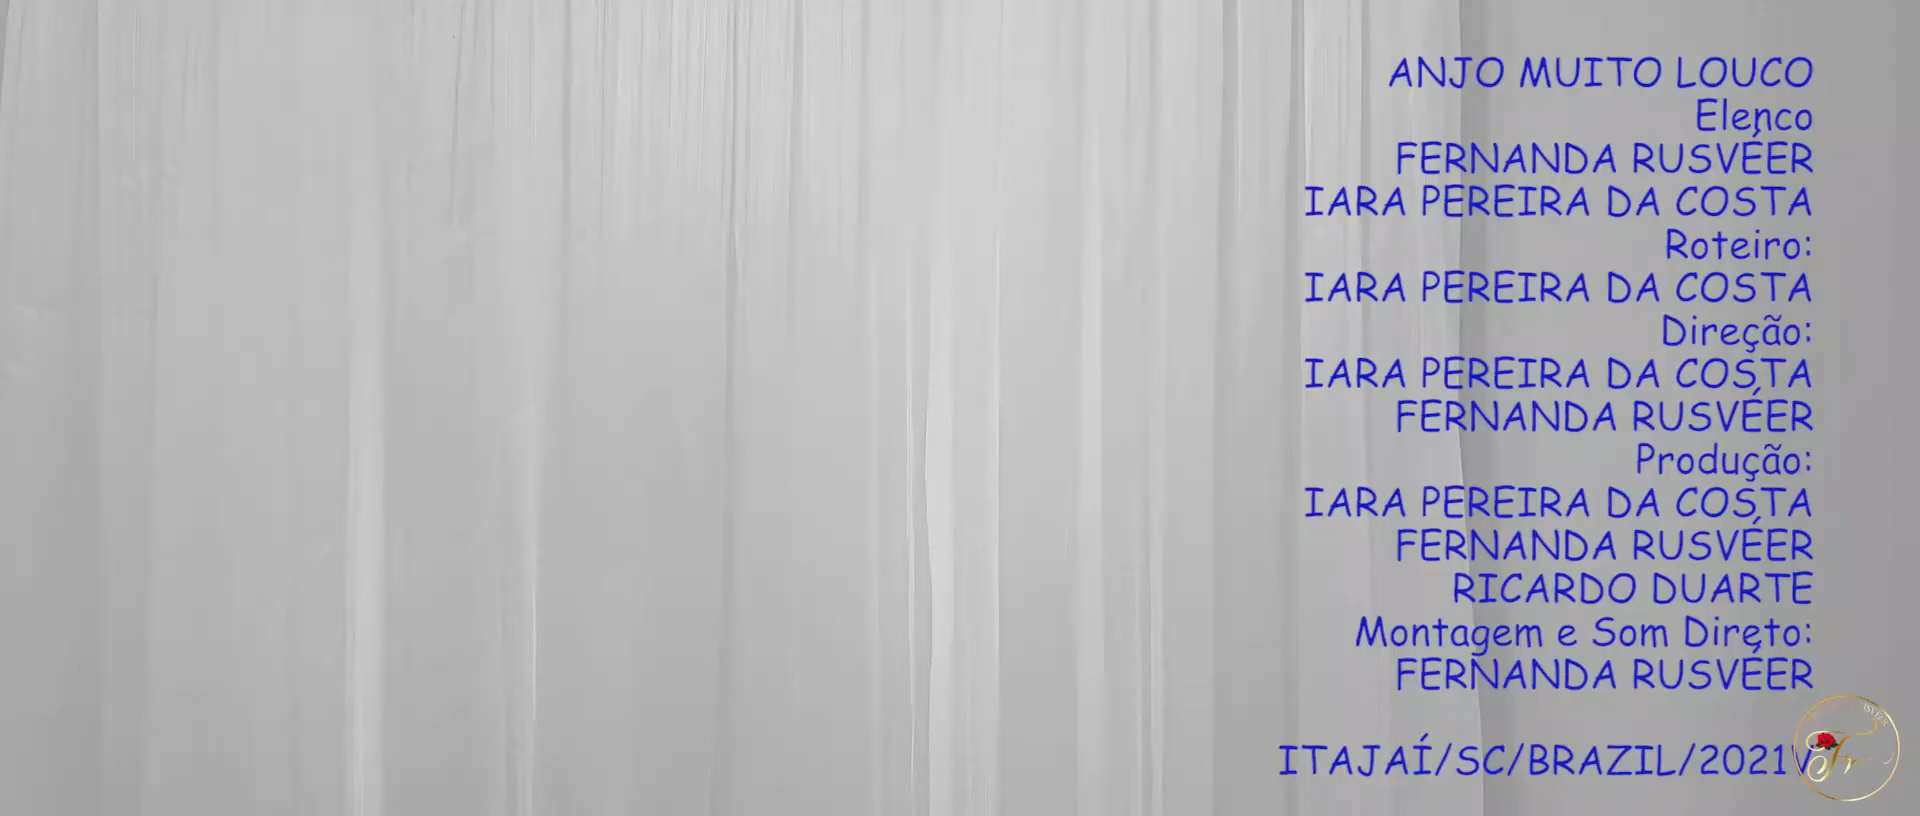 ANJO MUITO LOUCO
Elenco
FERNANDA RUSVÉER
IARA PEREIRA DA COSTA
Roteiro:
IARA PEREIRA DA COSTA
Direção:
IARA PEREIRA DA COSTA
FERNANDA RUSVÉER
Produção:
IARA PEREIRA DA COSTA
FERNANDA RUSVÉER
RICARDO DUARTE
Montagem e Som Direto:
FERNANDA RUSVÉER
ITAJAÍ/SC/BRAZIL/2021V